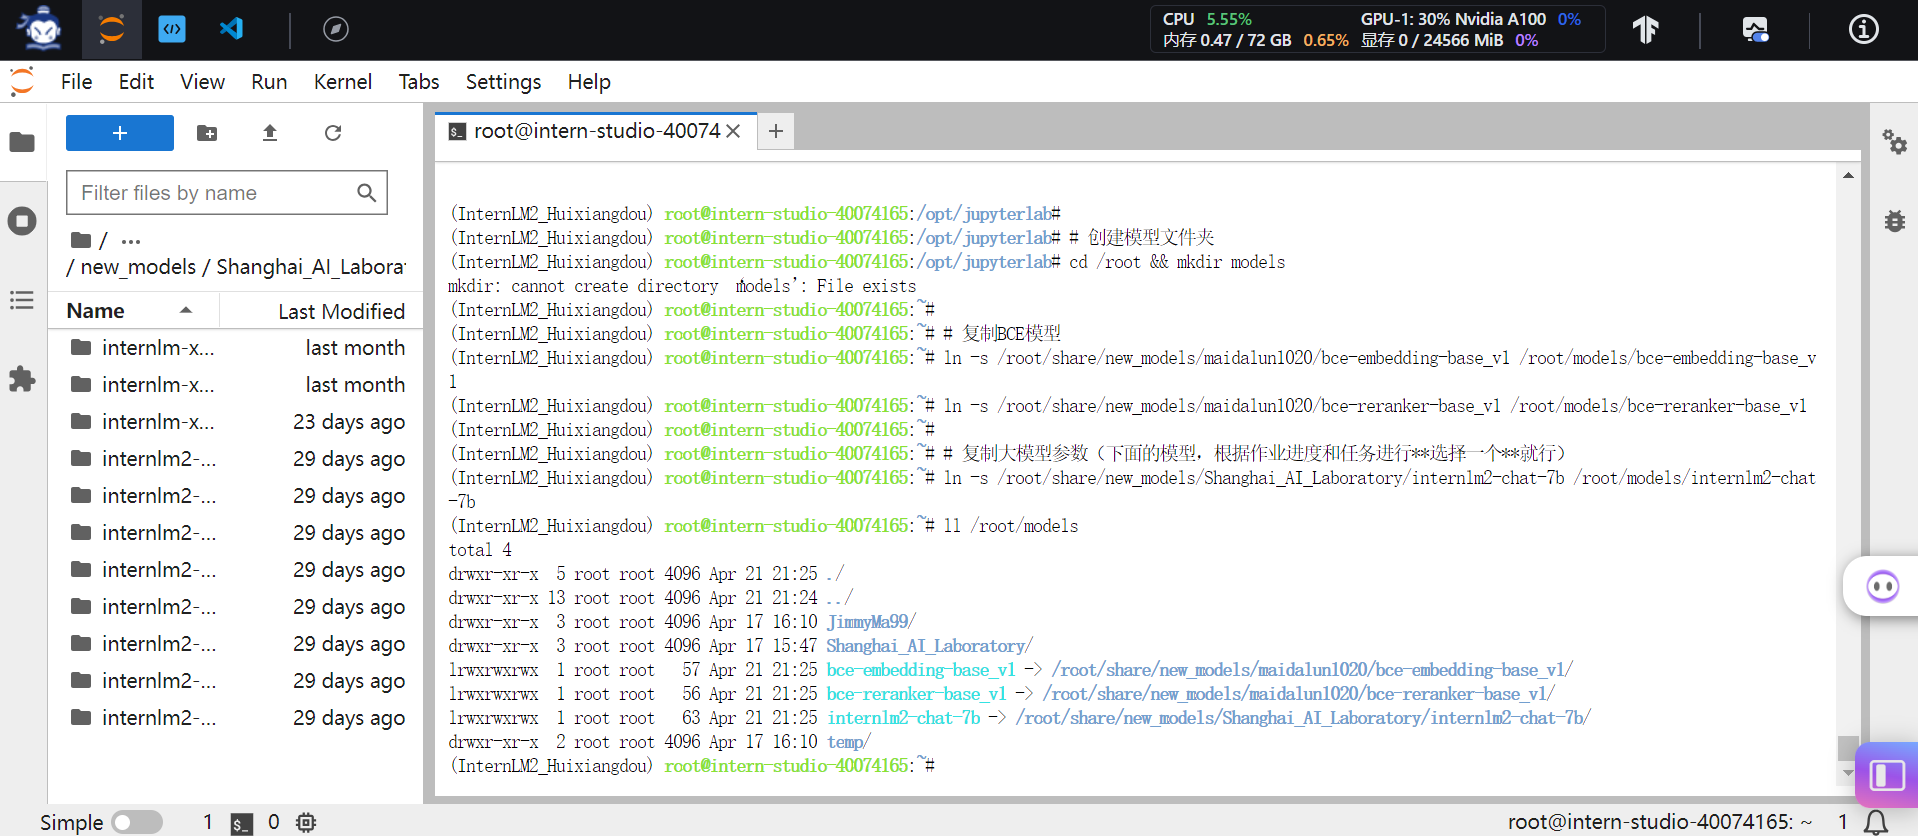 CPU 5.55% GPU-1: 30% Nvidia A100 0%
内存 0.47 / 72 GB 0.65% 显存 0 / 24566 MiB 0%
File Edit View Run Kernel Tabs Settings Help
root@intern-studio-40074
Filter files by name
/ ...
/ new_models / Shanghai_AI_Labora
Name Last Modified
internlm-x... last month
internlm-x... last month
internlm-x... 23 days ago
internlm2-... 29 days ago
internlm2-... 29 days ago
internlm2-... 29 days ago
internlm2-... 29 days ago
internlm2-... 29 days ago
internlm2-... 29 days ago
internlm2-... 29 days ago
internlm2-... 29 days ago
(InternLM2_Huixiangdou) root@intern-studio-40074165:/opt/jupyterlab#
(InternLM2_Huixiangdou) root@intern-studio-40074165:/opt/jupyterlab# # 创建模型文件夹
(InternLM2_Huixiangdou) root@intern-studio-40074165:/opt/jupyterlab# cd /root && mkdir models
mkdir: cannot create directory ‘models’: File exists
(InternLM2_Huixiangdou) root@intern-studio-40074165:~#
(InternLM2_Huixiangdou) root@intern-studio-40074165:~# # 复制BCE模型
(InternLM2_Huixiangdou) root@intern-studio-40074165:~# ln -s /root/share/new_models/maidalun1020/bce-embedding-base_v1 /root/models/bce-embedding-base_v
1
(InternLM2_Huixiangdou) root@intern-studio-40074165:~# ln -s /root/share/new_models/maidalun1020/bce-reranker-base_v1 /root/models/bce-reranker-base_v1
(InternLM2_Huixiangdou) root@intern-studio-40074165:~#
(InternLM2_Huixiangdou) root@intern-studio-40074165:~# # 复制大模型参数（下面的模型，根据作业进度和任务进行**选择一个**就行）
(InternLM2_Huixiangdou) root@intern-studio-40074165:~# ln -s /root/share/new_models/Shanghai_AI_Laboratory/internlm2-chat-7b /root/models/internlm2-chat
-7b
(InternLM2_Huixiangdou) root@intern-studio-40074165:~# ll /root/models
total 4
drwxr-xr-x 5 root root 4096 Apr 21 21:25 ./
drwxr-xr-x 13 root root 4096 Apr 21 21:24 ../
drwxr-xr-x 3 root root 4096 Apr 17 16:10 JimmyMa99/
drwxr-xr-x 3 root root 4096 Apr 17 15:47 Shanghai_AI_Laboratory/
lrwxrwxrwx 1 root root 57 Apr 21 21:25 bce-embedding-base_v1 -> /root/share/new_models/maidalun1020/bce-embedding-base_v1/
lrwxrwxrwx 1 root root 56 Apr 21 21:25 bce-reranker-base_v1 -> /root/share/new_models/maidalun1020/bce-reranker-base_v1/
lrwxrwxrwx 1 root root 63 Apr 21 21:25 internlm2-chat-7b -> /root/share/new_models/Shanghai_AI_Laboratory/internlm2-chat-7b/
drwxr-xr-x 2 root root 4096 Apr 17 16:10 temp/
(InternLM2_Huixiangdou) root@intern-studio-40074165:~#
Simple 1 0 root@intern-studio-40074165: ~ 1